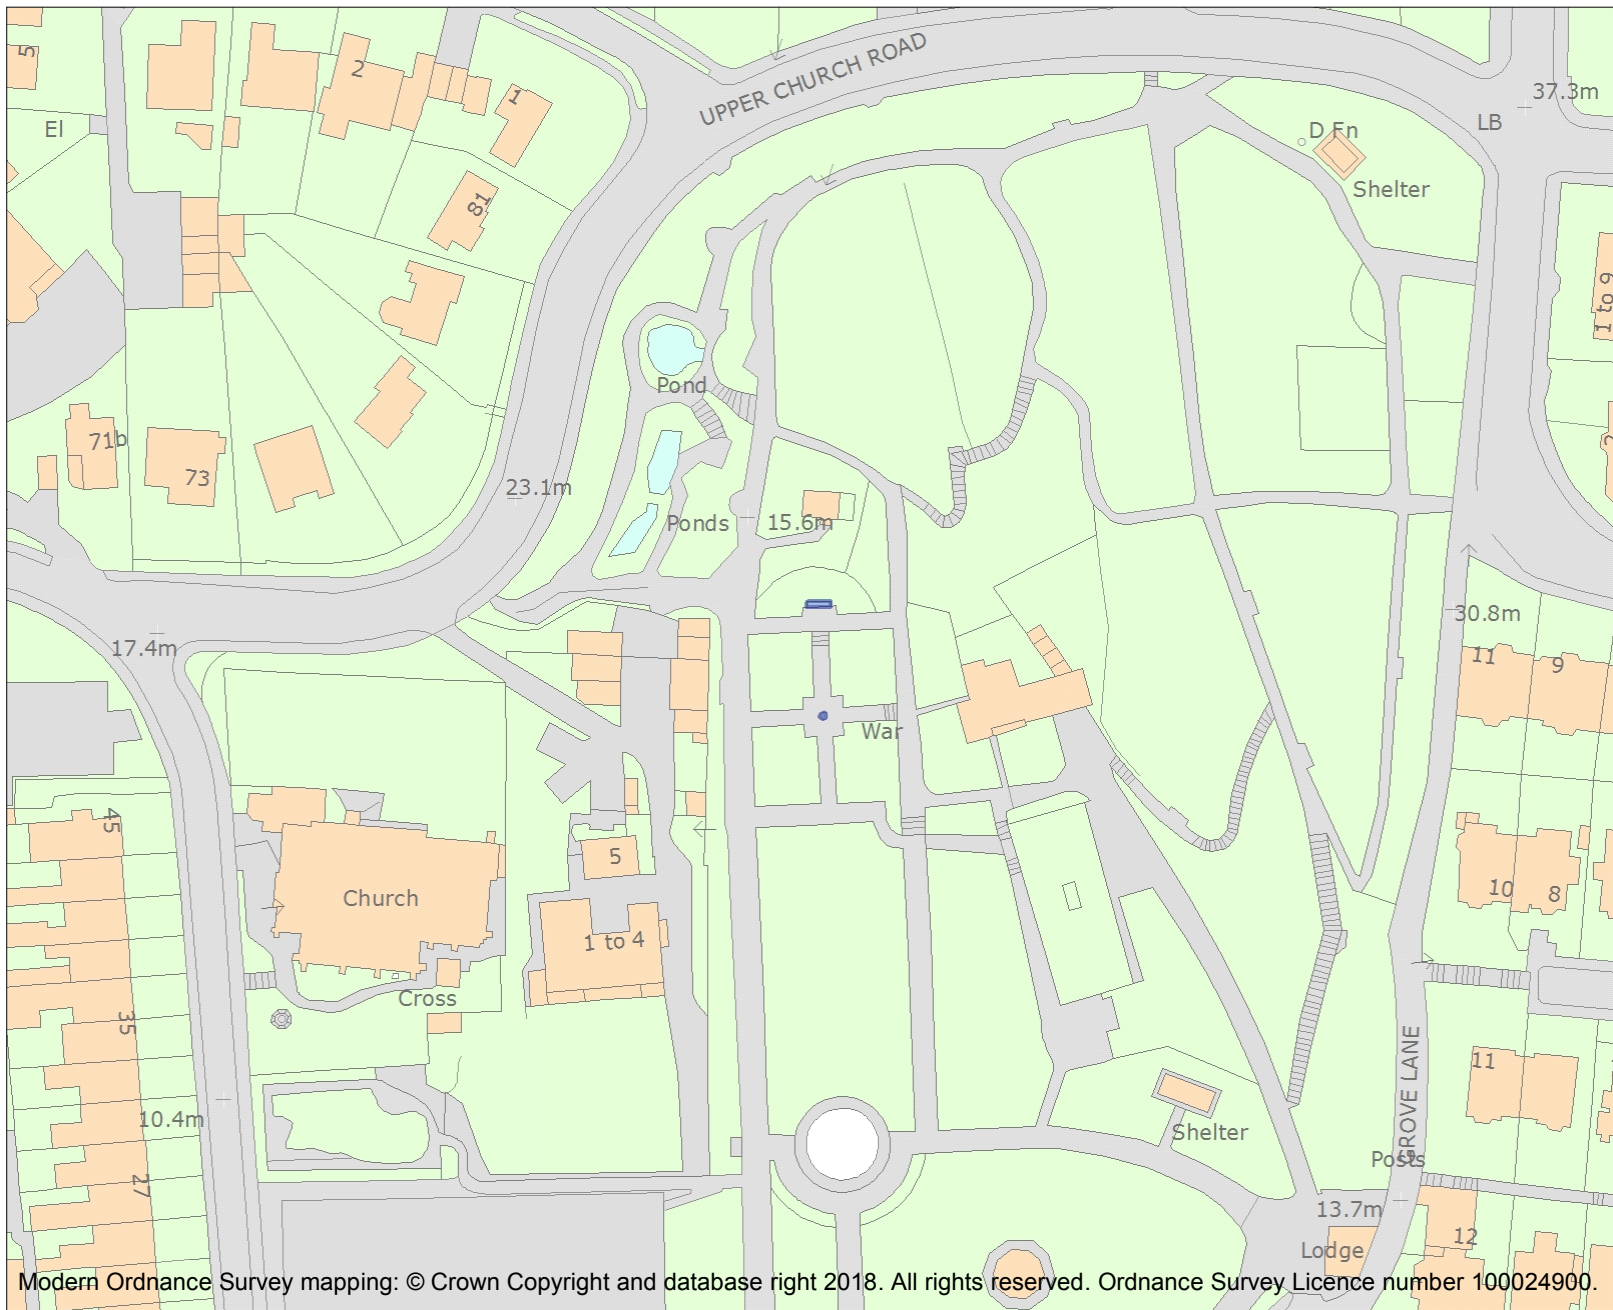 5
2
1
UPPER CHURCH ROAD
37.3m
LB
El
D Fn
Shelter
81
1 to 9
Pond
71b
73
23.1m
Ponds
15.6m
2
30.8m
17.4m
11
9
War
45
5
Church
10
8
1 to 4
Cross
35
GROVE LANE
11
10.4m
Shelter
Posts
27
13.7m
12
Lodge
Modern Ordnance Survey mapping: © Crown Copyright and database right 2018. All rights reserved. Ordnance Survey Licence number 100024900.